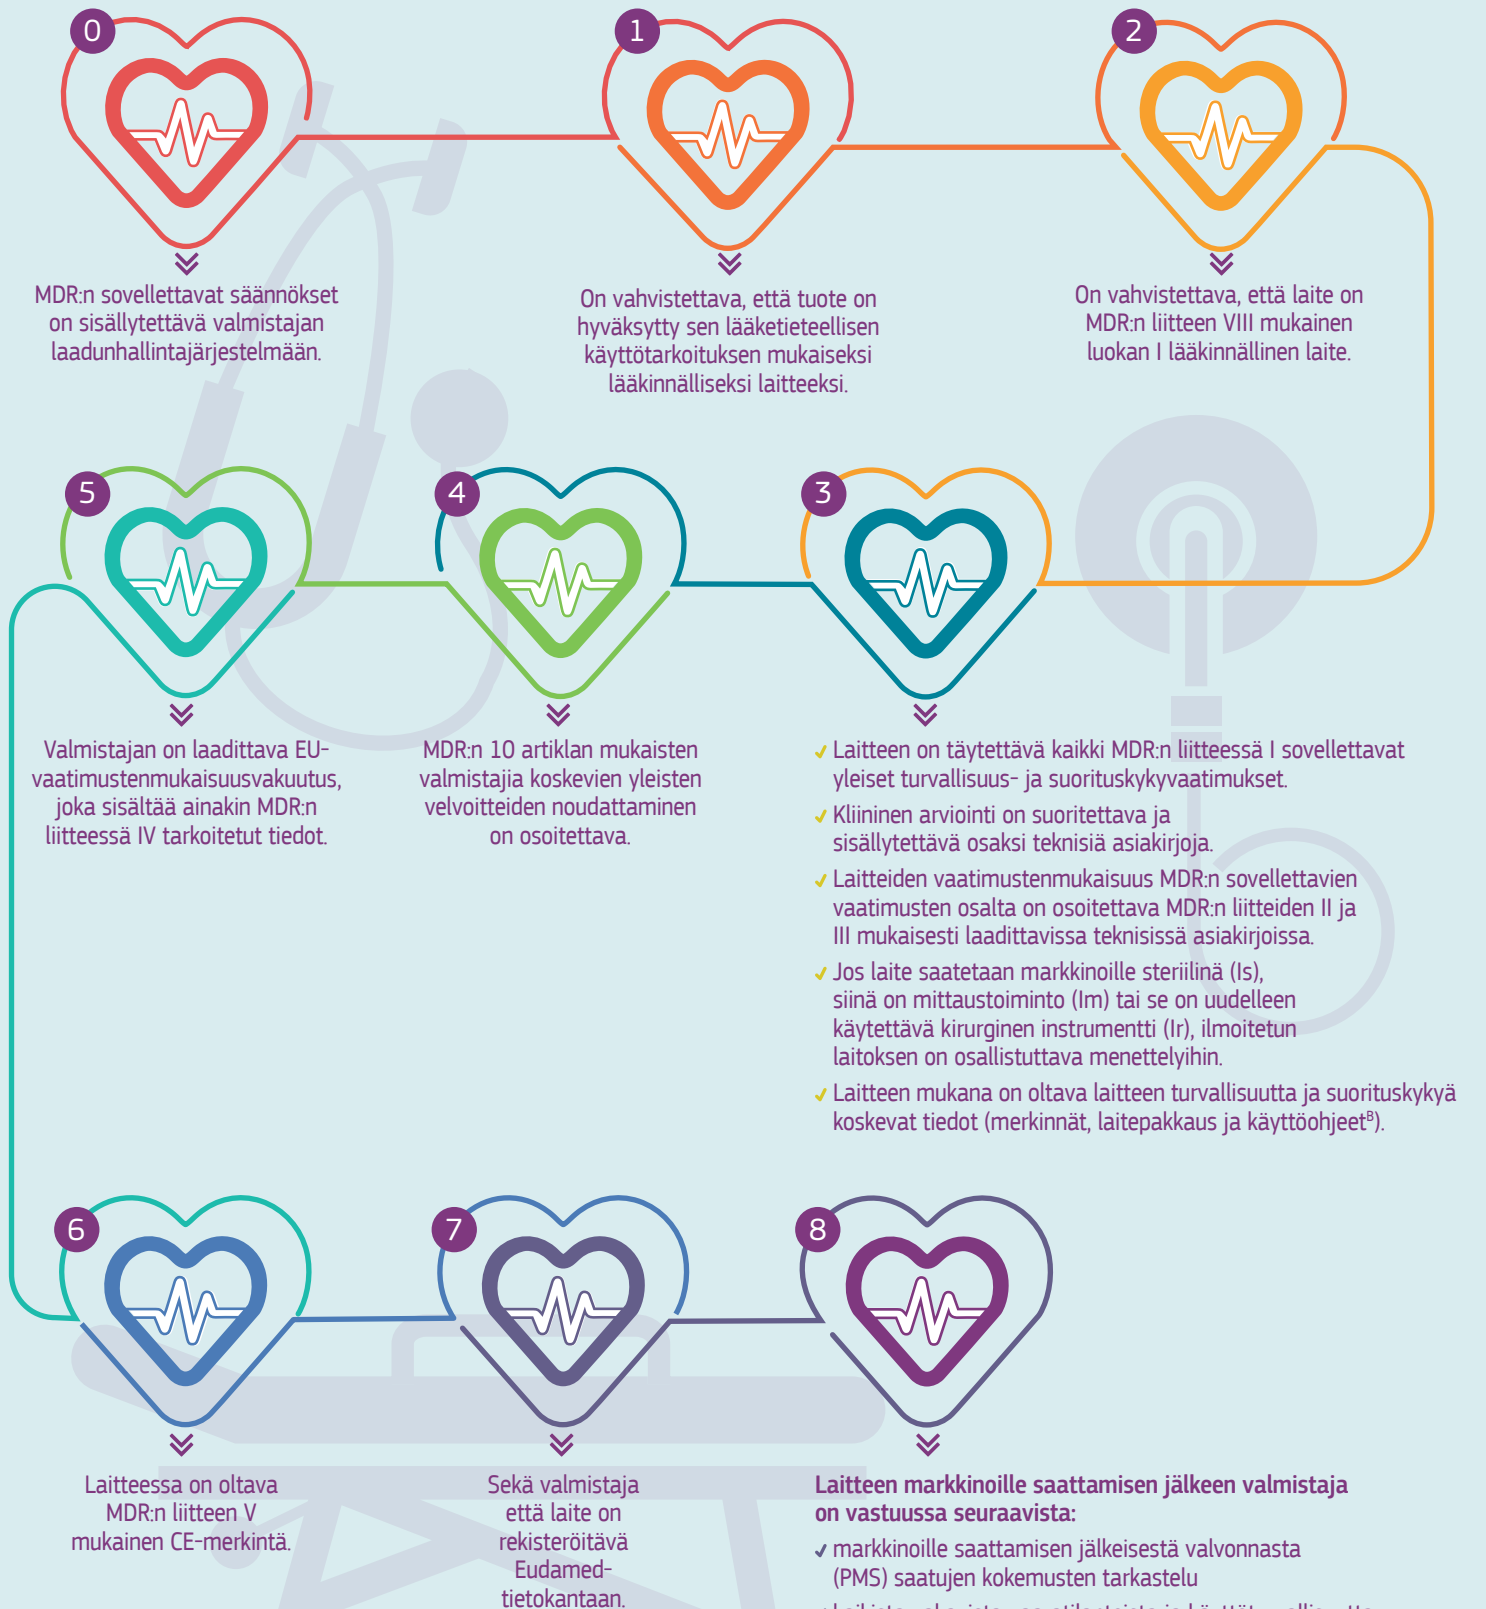 0
MDR:n sovellettavat säännökset
on sisällytettävä valmistajan
laadunhallintajärjestelmään.
1
On vahvistettava, että tuote on
hyväksytty sen lääketieteellisen
käyttötarkoituksen mukaiseksi
lääkinnälliseksi laitteeksi.
2
On vahvistettava, että laite on
MDR:n liitteen VIII mukainen
luokan I lääkinnällinen laite.
3
✓ Laitteen on täytettävä kaikki MDR:n liitteessä I sovellettavat
yleiset turvallisuus- ja suorituskykyvaatimukset.
✓ Kliininen arviointi on suoritettava ja
sisällytettävä osaksi teknisiä asiakirjoja.
✓ Laitteiden vaatimustenmukaisuus MDR:n sovellettavien
vaatimusten osalta on osoitettava MDR:n liitteiden II ja
III mukaisesti laadittavissa teknisissä asiakirjoissa.
✓ Jos laite saatetaan markkinoille steriilinä (Is),
siinä on mittaustoiminto (Im) tai se on uudelleen
käytettävä kirurginen instrumentti (Ir), ilmoitetun
laitoksen on osallistuttava menettelyihin.
✓ Laitteen mukana on oltava laitteen turvallisuutta ja suorituskykyä
koskevat tiedot (merkinnät, laitepakkaus ja käyttöohjeetᴮ).
4
MDR:n 10 artiklan mukaisten
valmistajia koskevien yleisten
velvoitteiden noudattaminen
on osoitettava.
5
Valmistajan on laadittava EU-
vaatimustenmukaisuusvakuutus,
joka sisältää ainakin MDR:n
liitteessä IV tarkoitetut tiedot.
6
Laitteessa on oltava
MDR:n liitteen V
mukainen CE-merkintä.
7
Sekä valmistaja
että laite on
rekisteröitävä
Eudamed-
tietokantaan.
8
Laitteen markkinoille saattamisen jälkeen valmistaja
on vastuussa seuraavista:
✓ markkinoille saattamisen jälkeisestä valvonnasta
(PMS) saatujen kokemusten tarkastelu